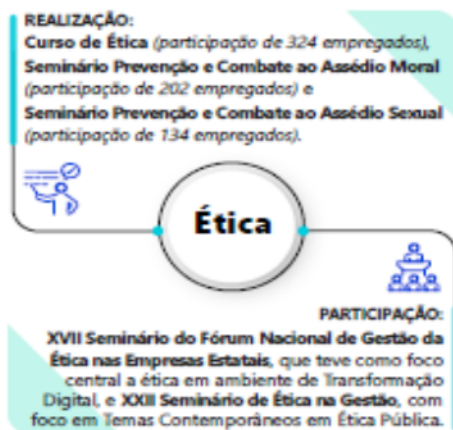 REALIZAÇÃO:
Curso de Ética (participação de 324 empregados),
Seminário Prevenção e Combate ao Assédio Moral
(participação de 202 empregados) e
Seminário Prevenção e Combate ao Assédio Sexual
(participação de 134 empregados).
Ética
PARTICIPAÇÃO:
XVII Seminário do Fórum Nacional de Gestão da
Ética nas Empresas Estatais, que teve como foco
central a ética em ambiente de Transformação
Digital, e XXII Seminário de Ética na Gestão, com
foco em Temas Contemporâneos em Ética Pública.